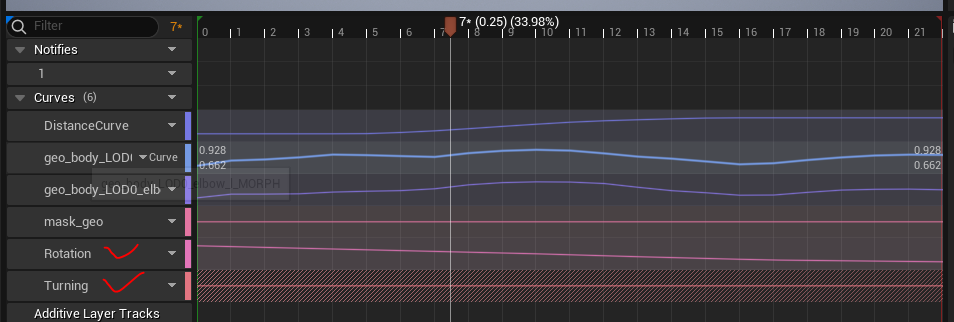 Filter 7* 7* (0.25) (33.98%)
0 1 2 3 4 5 6 7 8 9 10 11 12 13 14 15 16 17 18 19 20 21
Notifies
1
Curves (6)
DistanceCurve
geo_body_LOD( Curve 0.928 0.928
0.662 0.662
geo_body_LOD0_elbow_l_MORPH
geo_body_LOD0_elb
mask_geo
Rotation
Turning
Additive Layer Tracks